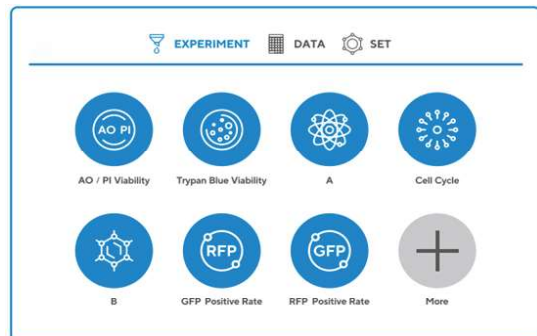 EXPERIMENT DATA SET
AO PI
AO / PI Viability Trypan Blue Viability A Cell Cycle
RFP GFP
B GFP Positive Rate RFP Positive Rate More